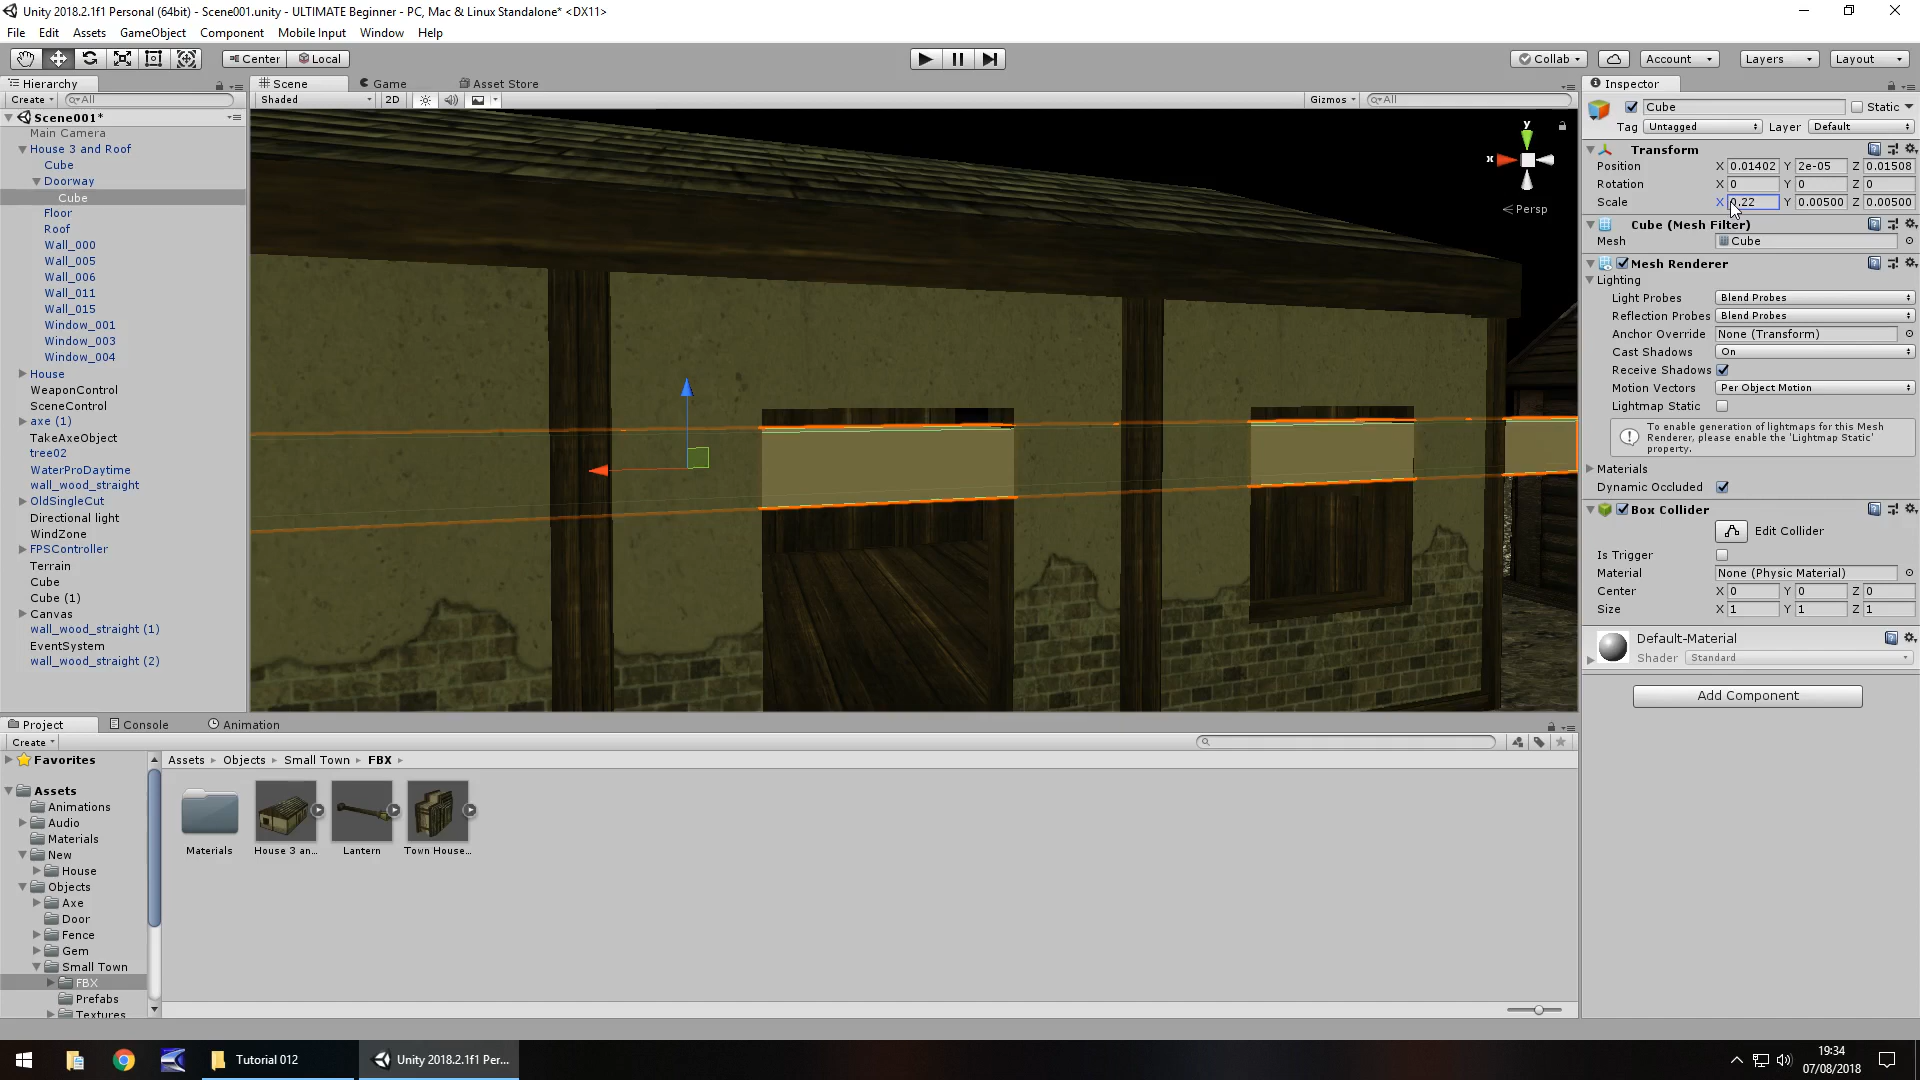 Unity 2018.2.1f1 Personal (64bit) - Scene001.unity - ULTIMATE Beginner - PC, Mac & Linux Standalone* <DX11>
File Edit Assets GameObject Component Mobile Input Window Help
Center Local Collab Account Layers Layout
Hierarchy
Create All
Scene001*
Main Camera
House 3 and Roof
Cube
Doorway
Cube
Floor
Roof
Wall_000
Wall_005
Wall_006
Wall_011
Wall_015
Window_001
Window_003
Window_004
House
WeaponControl
SceneControl
axe (1)
TakeAxeObject
tree02
WaterProDaytime
wall_wood_straight
OldSingleCut
Directional light
WindZone
FPSController
Terrain
Cube
Cube (1)
Canvas
wall_wood_straight (1)
EventSystem
wall_wood_straight (2)
Scene Game Asset Store
Shaded 2D Gizmos All
y
x
Persp
Inspector
Cube Static
Tag Untagged Layer Default
Transform
Position X 0.01402 Y 2e-05 Z 0.01508
Rotation X 0 Y 0 Z 0
Scale X 0.22 Y 0.00500 Z 0.00500
Cube (Mesh Filter)
Mesh Cube
Mesh Renderer
Lighting
Light Probes Blend Probes
Reflection Probes Blend Probes
Anchor Override None (Transform)
Cast Shadows On
Receive Shadows
Motion Vectors Per Object Motion
Lightmap Static
To enable generation of lightmaps for this Mesh
Renderer, please enable the 'Lightmap Static'
property.
Materials
Dynamic Occluded
Box Collider
Edit Collider
Is Trigger
Material None (Physic Material)
Center X 0 Y 0 Z 0
Size X 1 Y 1 Z 1
Default-Material
Shader Standard
Add Component
Project Console Animation
Create
Favorites
Assets
Animations
Audio
Materials
New
House
Objects
Axe
Door
Fence
Gem
Small Town
FBX
Prefabs
Textures
Assets Objects Small Town FBX
Materials House 3 an... Lantern Town House...
Tutorial 012 Unity 2018.2.1f1 Per...
19:34
07/08/2018